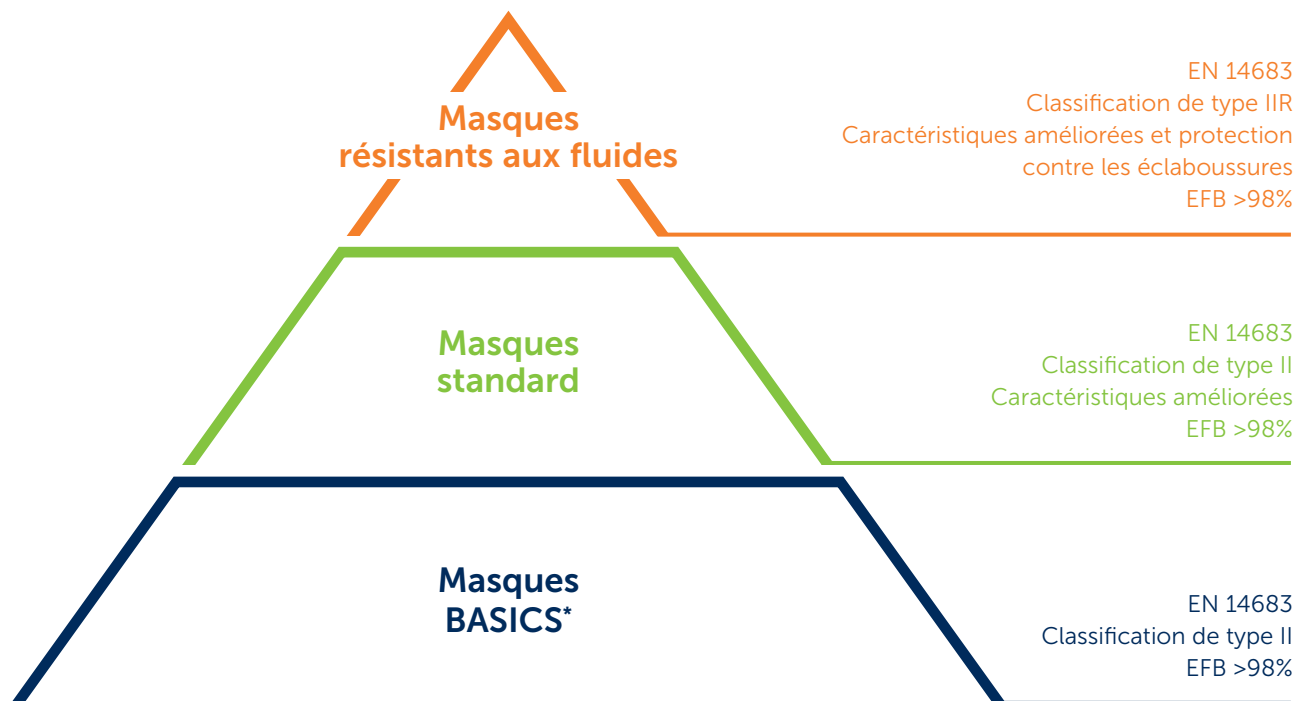 Masques
résistants aux fluides
EN 14683
Classification de type IIR
Caractéristiques améliorées et protection
contre les éclaboussures
EFB >98%
Masques
standard
EN 14683
Classification de type II
Caractéristiques améliorées
EFB >98%
Masques
BASICS*
EN 14683
Classification de type II
EFB >98%